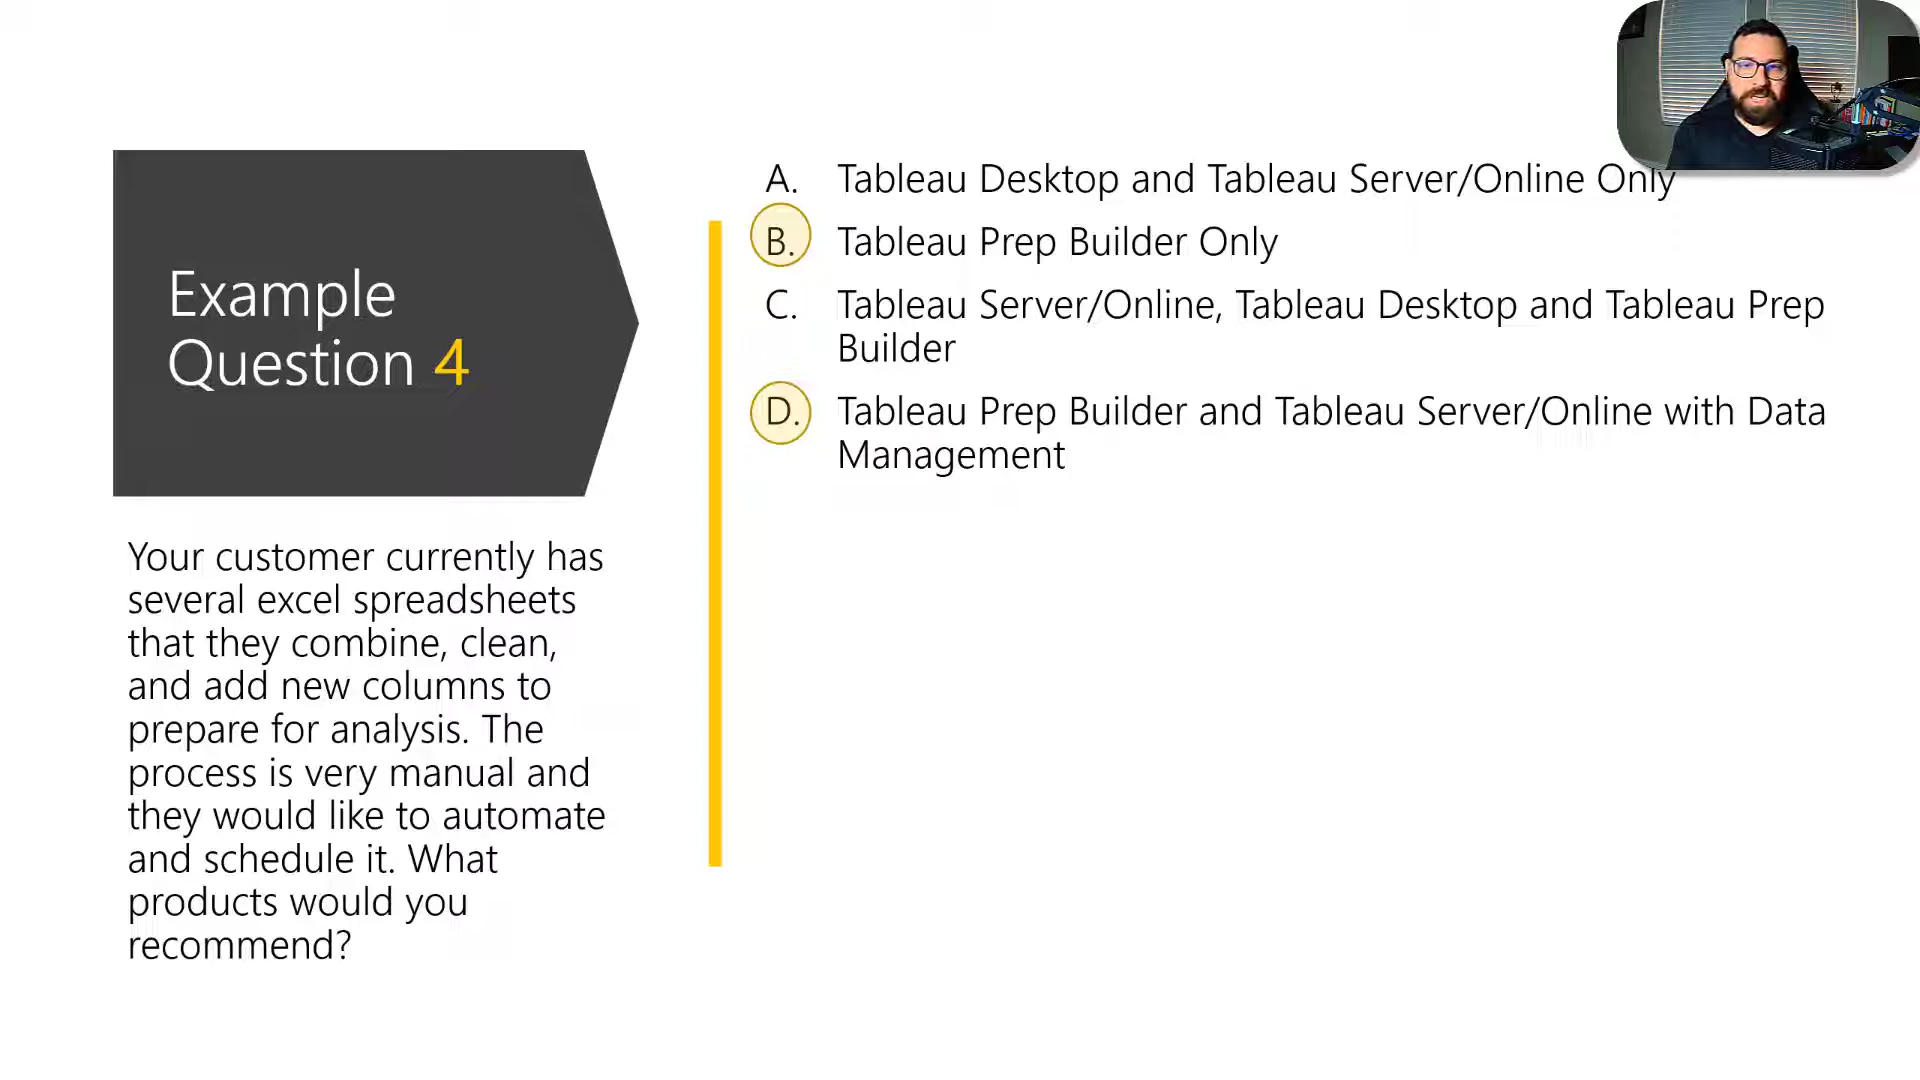 Example
Question 4
Your customer currently has
several excel spreadsheets
that they combine, clean,
and add new columns to
prepare for analysis. The
process is very manual and
they would like to automate
and schedule it. What
products would you
recommend?
A. Tableau Desktop and Tableau Server/Online Only
B. Tableau Prep Builder Only
C. Tableau Server/Online, Tableau Desktop and Tableau Prep
Builder
D. Tableau Prep Builder and Tableau Server/Online with Data
Management